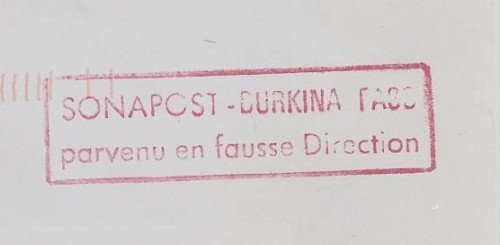 SONAPOST - BURKINA FASO
parvenu en fausse Direction